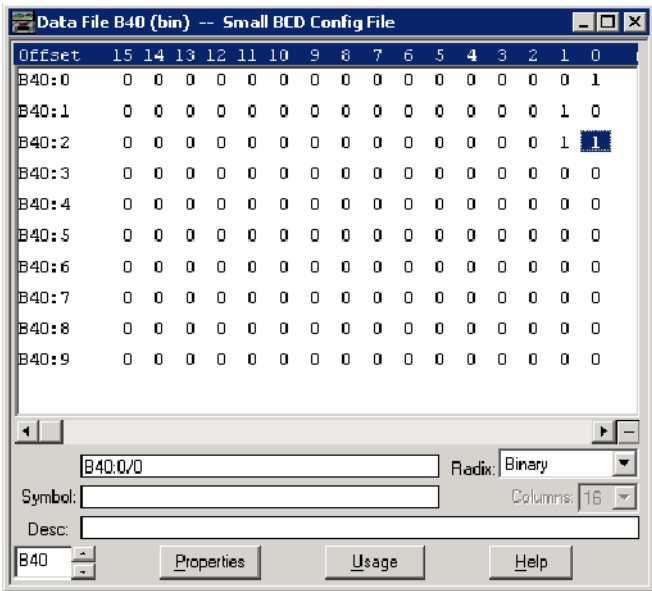 Data File B40 (bin) -- Small BCD Config File
Offset 15 14 13 12 11 10 9 8 7 6 5 4 3 2 1 0
B40:0 0 0 0 0 0 0 0 0 0 0 0 0 0 0 0 1
B40:1 0 0 0 0 0 0 0 0 0 0 0 0 0 0 1 0
B40:2 0 0 0 0 0 0 0 0 0 0 0 0 0 0 1 1
B40:3 0 0 0 0 0 0 0 0 0 0 0 0 0 0 0 0
B40:4 0 0 0 0 0 0 0 0 0 0 0 0 0 0 0 0
B40:5 0 0 0 0 0 0 0 0 0 0 0 0 0 0 0 0
B40:6 0 0 0 0 0 0 0 0 0 0 0 0 0 0 0 0
B40:7 0 0 0 0 0 0 0 0 0 0 0 0 0 0 0 0
B40:8 0 0 0 0 0 0 0 0 0 0 0 0 0 0 0 0
B40:9 0 0 0 0 0 0 0 0 0 0 0 0 0 0 0 0
B40:0/0 Radix: Binary
Symbol: Columns: 16
Desc:
B40 Properties Usage Help